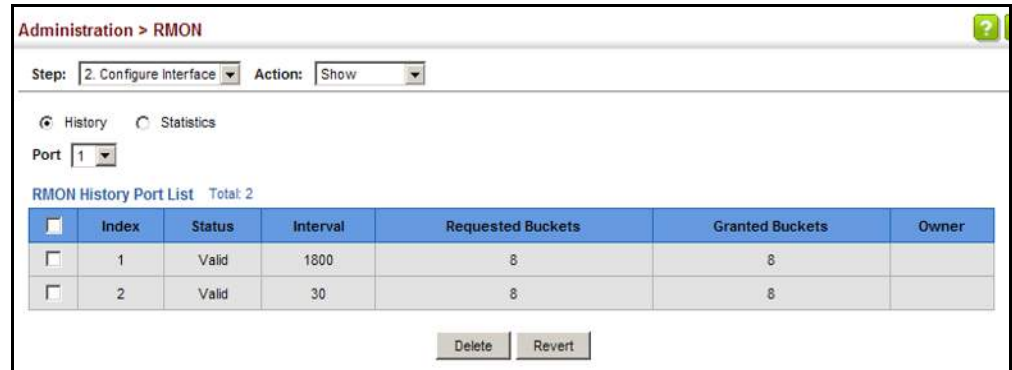 Administration > RMON
?
Step: 2. Configure Interface Action: Show
History Statistics
Port 1
RMON History Port List Total: 2
Index Status Interval Requested Buckets Granted Buckets Owner
1 Valid 1800 8 8
2 Valid 30 8 8
Delete Revert